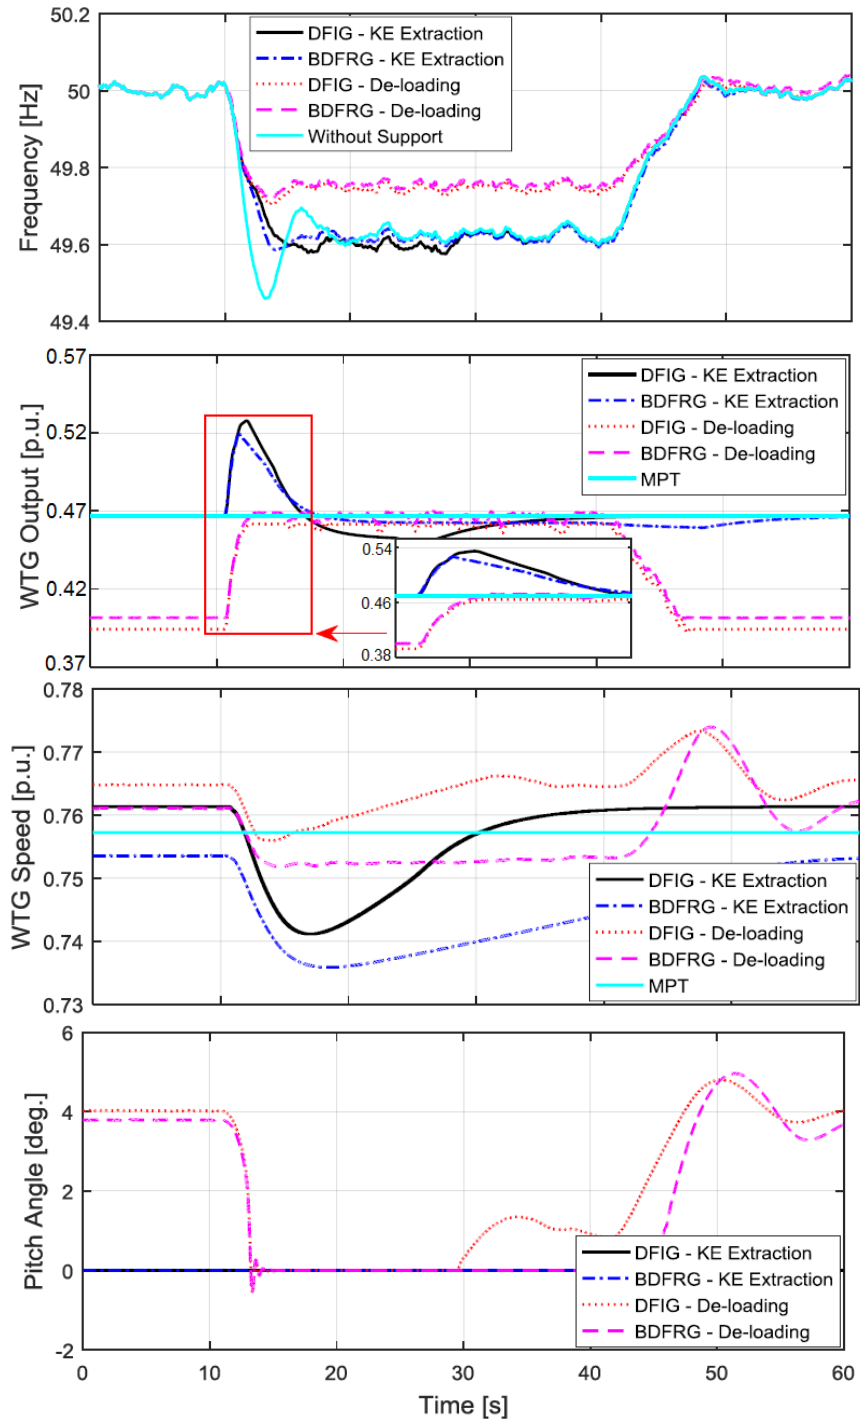 50.2
50
49.8
49.6
49.4
Frequency [Hz]
DFIG - KE Extraction
BDFRG - KE Extraction
DFIG - De-loading
BDFRG - De-loading
Without Support
0.57
0.52
0.47
0.42
0.37
WTG Output [p.u.]
DFIG - KE Extraction
BDFRG - KE Extraction
DFIG - De-loading
BDFRG - De-loading
MPT
0.54
0.46
0.38
0.78
0.77
0.76
0.75
0.74
0.73
WTG Speed [p.u.]
DFIG - KE Extraction
BDFRG - KE Extraction
DFIG - De-loading
BDFRG - De-loading
MPT
6
4
2
0
-2
Pitch Angle [deg.]
DFIG - KE Extraction
BDFRG - KE Extraction
DFIG - De-loading
BDFRG - De-loading
0 10 20 30 40 50 60
Time [s]